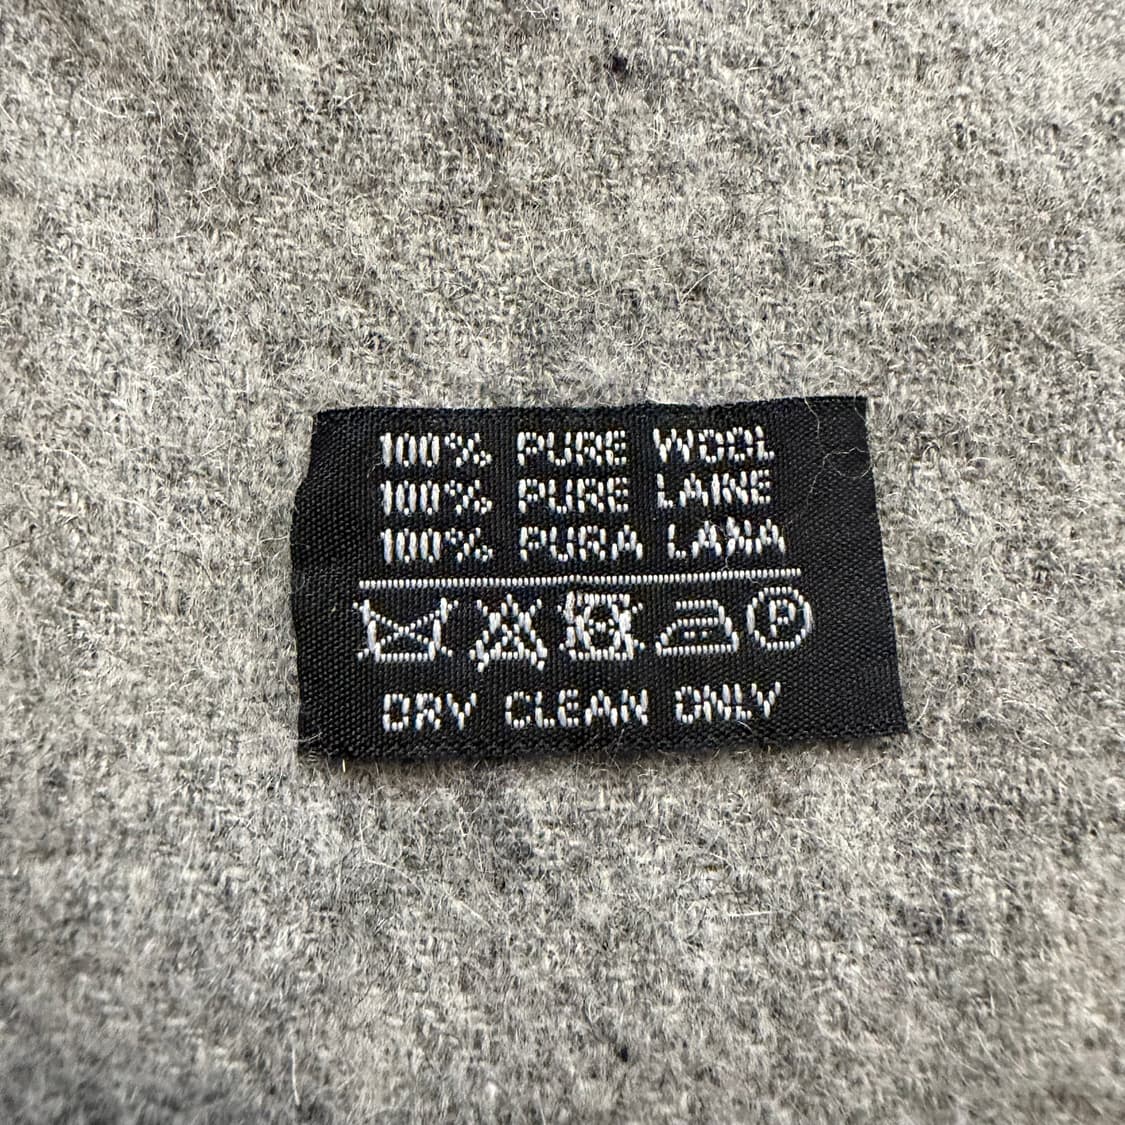 100% PURE WOOL
100% PURE LAINE
100% PURA LANA
P
DRY CLEAN ONLY